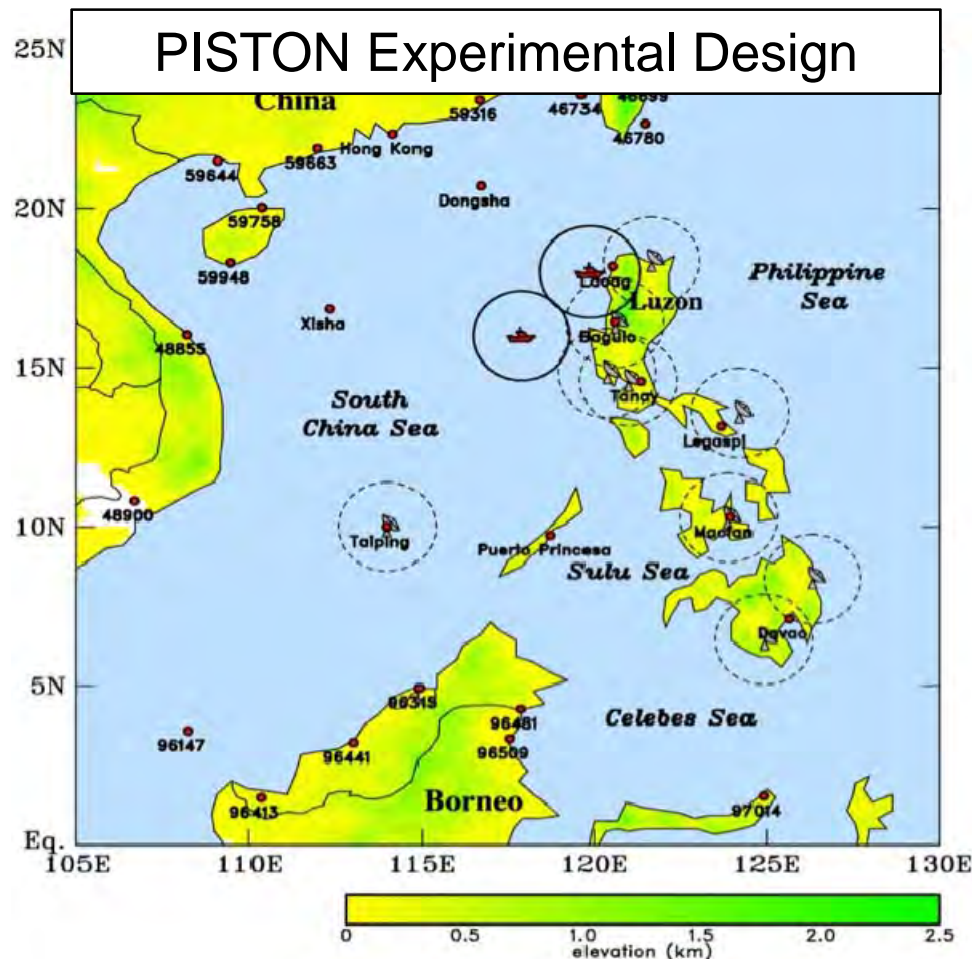 PISTON Experimental Design
25N
China
59316
46734
46699
46780
Hong Kong
59663
59644
Dongsha
20N
59758
59948
Laoag
Philippine
Sea
Luzon
Xisha
48855
Baguio
15N
Tanay
South
China Sea
Legaspi
48900
10N
Taiping
Mactan
Puerto Princesa
Sulu Sea
Davao
5N
96315
96481
Celebes Sea
96147
96441
96509
Borneo
96413
97014
Eq.
105E 110E 115E 120E 125E 130E
0 0.5 1.0 1.5 2.0 2.5
elevation (km)